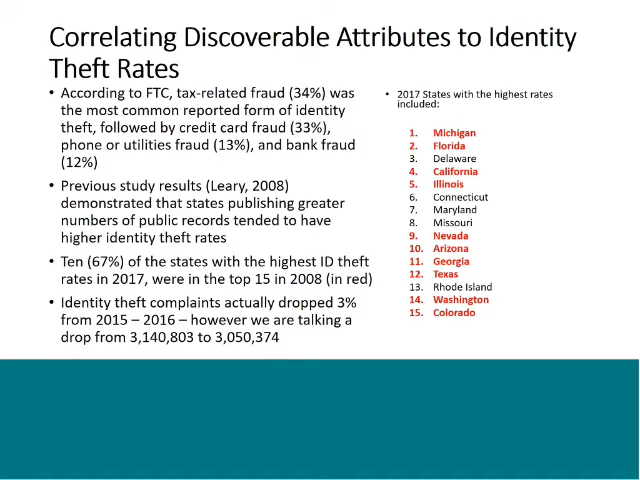 Correlating Discoverable Attributes to Identity
Theft Rates
• According to FTC, tax-related fraud (34%) was
the most common reported form of identity
theft, followed by credit card fraud (33%),
phone or utilities fraud (13%), and bank fraud
(12%)
• Previous study results (Leary, 2008)
demonstrated that states publishing greater
numbers of public records tended to have
higher identity theft rates
• Ten (67%) of the states with the highest ID theft
rates in 2017, were in the top 15 in 2008 (in red)
• Identity theft complaints actually dropped 3%
from 2015 – 2016 – however we are talking a
drop from 3,140,803 to 3,050,374
• 2017 States with the highest rates
included:
1. Michigan
2. Florida
3. Delaware
4. California
5. Illinois
6. Connecticut
7. Maryland
8. Missouri
9. Nevada
10. Arizona
11. Georgia
12. Texas
13. Rhode Island
14. Washington
15. Colorado